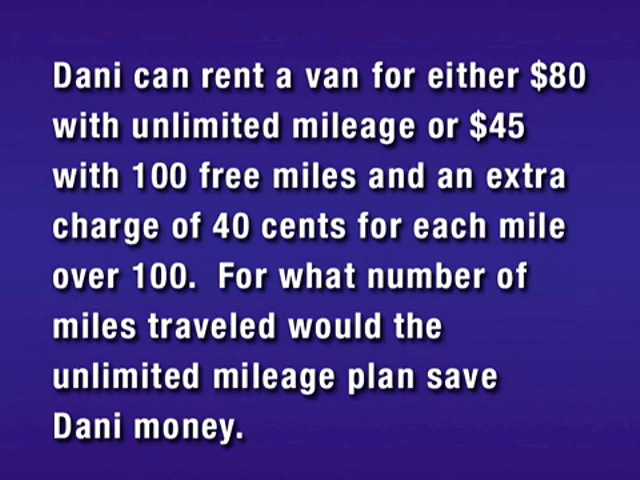 Dani can rent a van for either $80
with unlimited mileage or $45
with 100 free miles and an extra
charge of 40 cents for each mile
over 100.  For what number of
miles traveled would the
unlimited mileage plan save
Dani money.